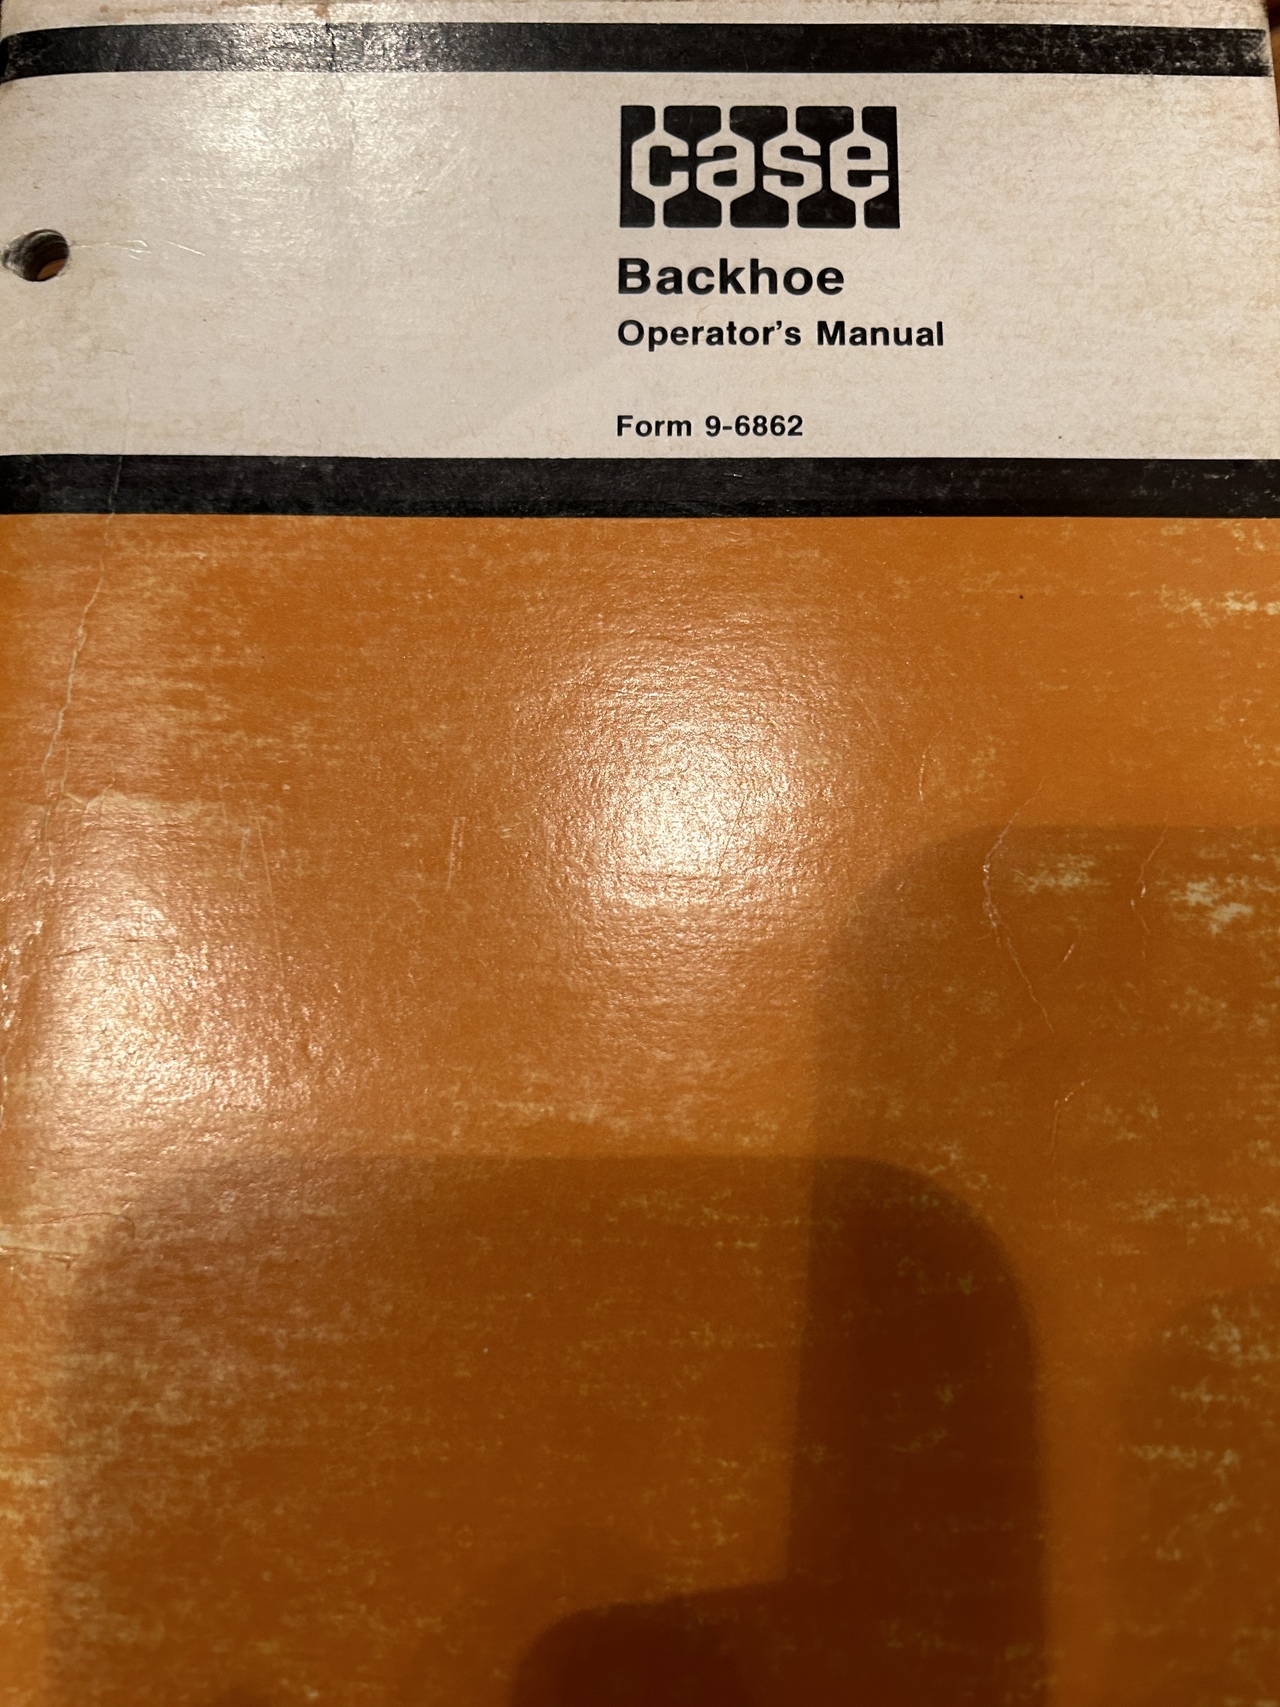 case
Backhoe
Operator's Manual
Form 9-6862